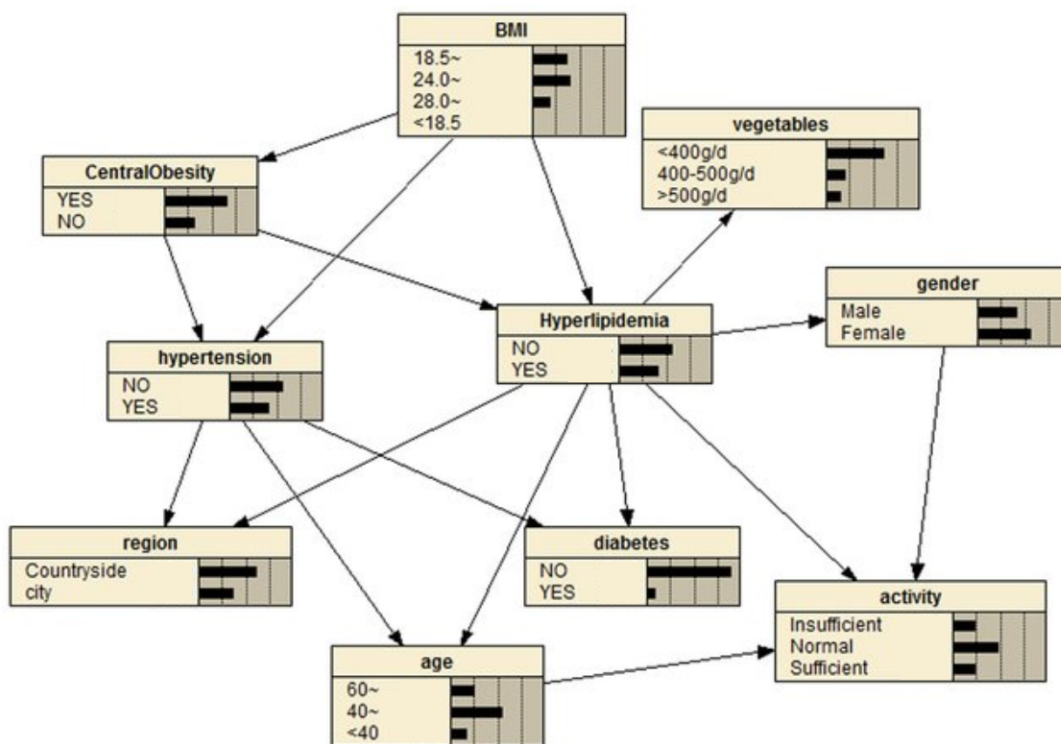 BMI
18.5~
24.0~
28.0~
<18.5
vegetables
<400g/d
400-500g/d
>500g/d
CentralObesity
YES
NO
gender
Male
Female
Hyperlipidemia
NO
YES
hypertension
NO
YES
region
Countryside
city
diabetes
NO
YES
activity
Insufficient
Normal
Sufficient
age
60~
40~
<40